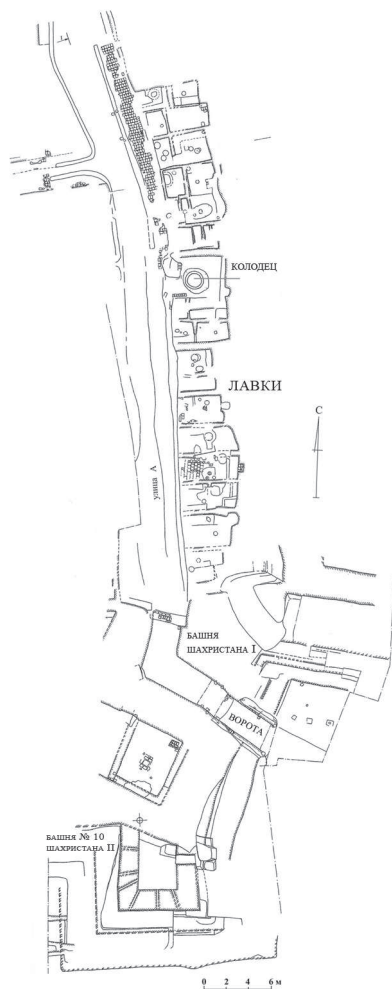 КОЛОДЕЦ
ЛАВКИ
С
улица А
БАШНЯ
ШАХРИСТАНА I
ВОРОТА
БАШНЯ № 10
ШАХРИСТАНА II
0 2 4 6 м